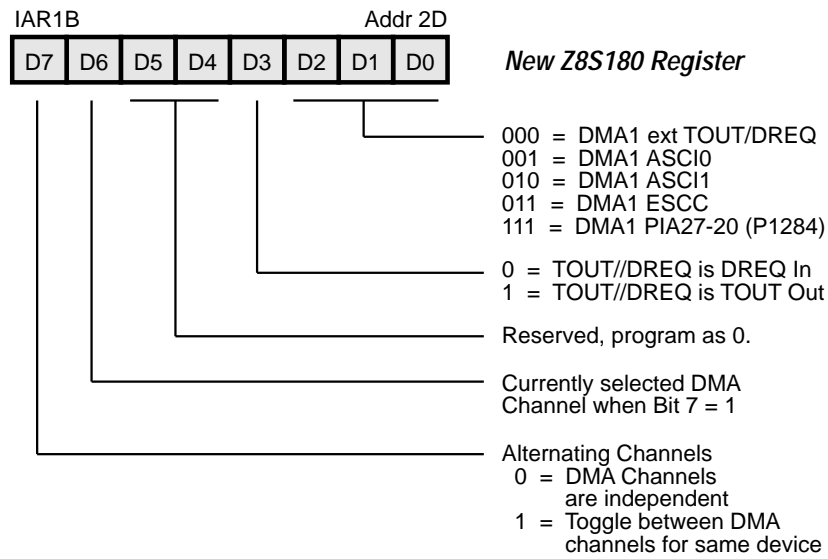 IAR1B Addr 2D
D7 D6 D5 D4 D3 D2 D1 D0 New Z8S180 Register
000 = DMA1 ext TOUT/DREQ
001 = DMA1 ASCI0
010 = DMA1 ASCI1
011 = DMA1 ESCC
111 = DMA1 PIA27-20 (P1284)
0 = TOUT//DREQ is DREQ In
1 = TOUT//DREQ is TOUT Out
Reserved, program as 0.
Currently selected DMA
Channel when Bit 7 = 1
Alternating Channels
0 = DMA Channels
are independent
1 = Toggle between DMA
channels for same device